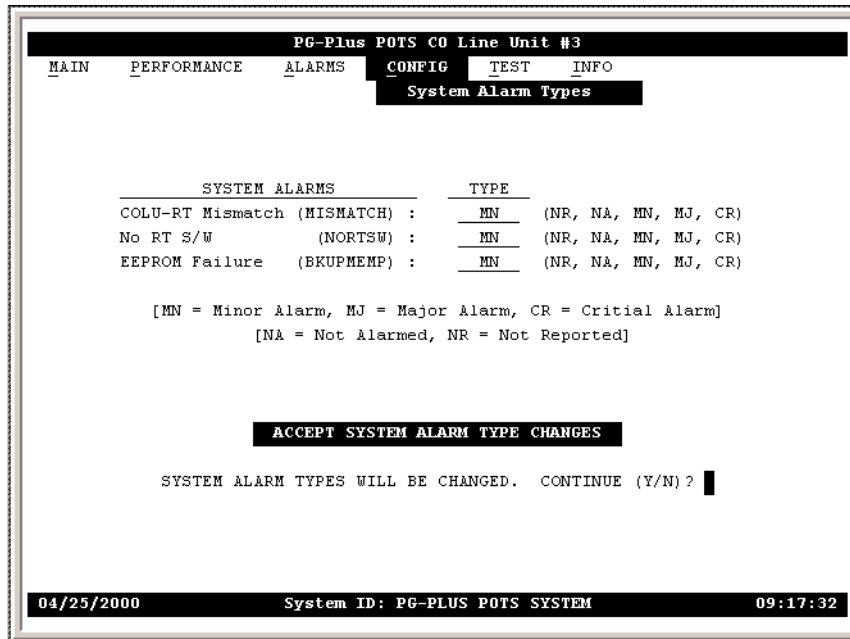 PG-Plus POTS CO Line Unit #3
MAIN PERFORMANCE ALARMS CONFIG TEST INFO
System Alarm Types
SYSTEM ALARMS TYPE
COLU-RT Mismatch (MISMATCH) : MN (NR, NA, MN, MJ, CR)
No RT S/W (NORTSW) : MN (NR, NA, MN, MJ, CR)
EEPROM Failure (BKUPMEMP) : MN (NR, NA, MN, MJ, CR)
[MN = Minor Alarm, MJ = Major Alarm, CR = Critial Alarm]
[NA = Not Alarmed, NR = Not Reported]
ACCEPT SYSTEM ALARM TYPE CHANGES
SYSTEM ALARM TYPES WILL BE CHANGED. CONTINUE (Y/N)?
04/25/2000 System ID: PG-PLUS POTS SYSTEM 09:17:32